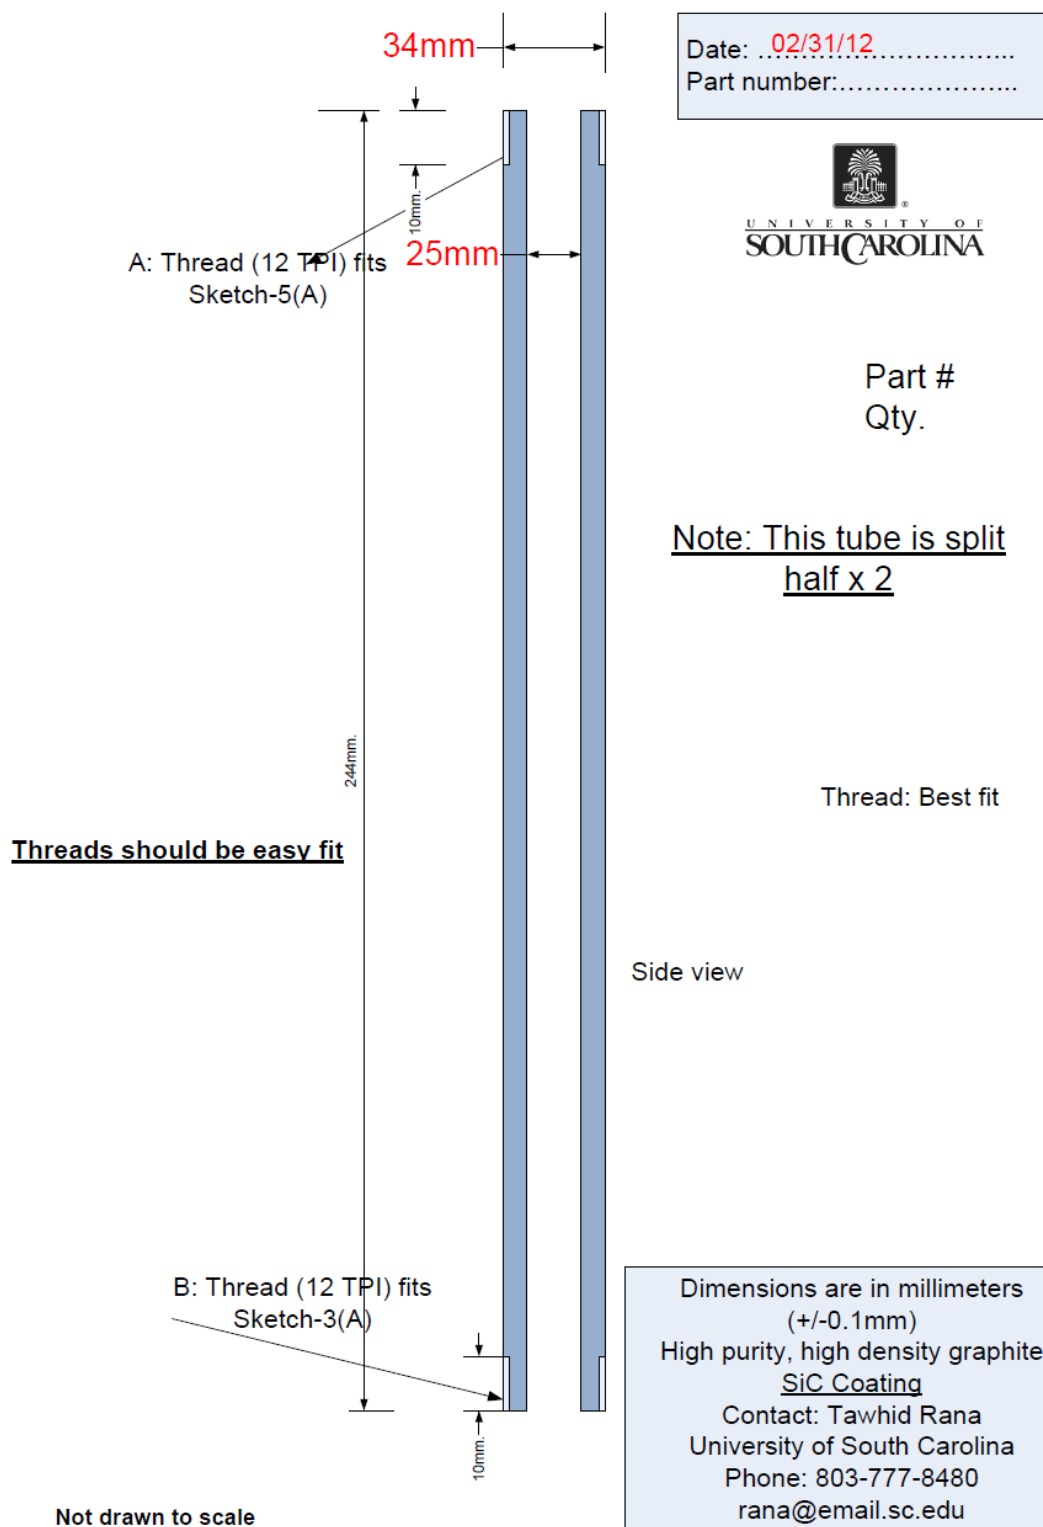 34mm
Date: ................................
02/31/12
Part number:........................
UNIVERSITY OF
SOUTH CAROLINA
®
10mm.
A: Thread (12 TPI) fits
Sketch-5(A)
25mm
Part #
Qty.
Note: This tube is split
half x 2
244mm.
Thread: Best fit
Threads should be easy fit
Side view
B: Thread (12 TPI) fits
Sketch-3(A)
10mm.
Dimensions are in millimeters
(+/-0.1mm)
High purity, high density graphite
SiC Coating
Contact: Tawhid Rana
University of South Carolina
Phone: 803-777-8480
rana@email.sc.edu
Not drawn to scale